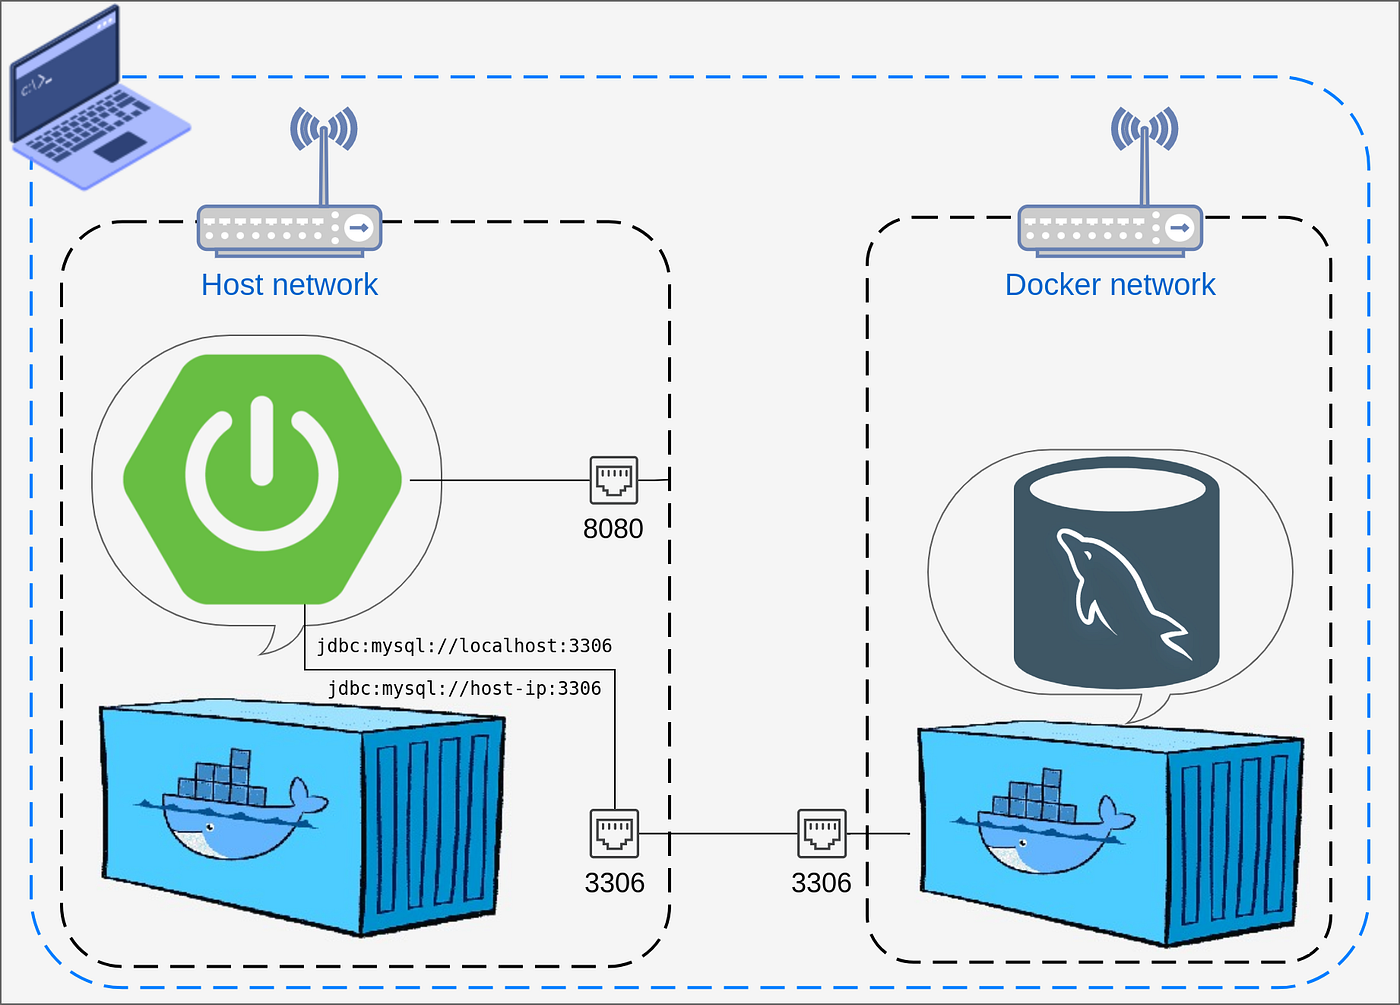 C:\>_
Host network
Docker network
8080
jdbc:mysql://localhost:3306
jdbc:mysql://host-ip:3306
3306
3306